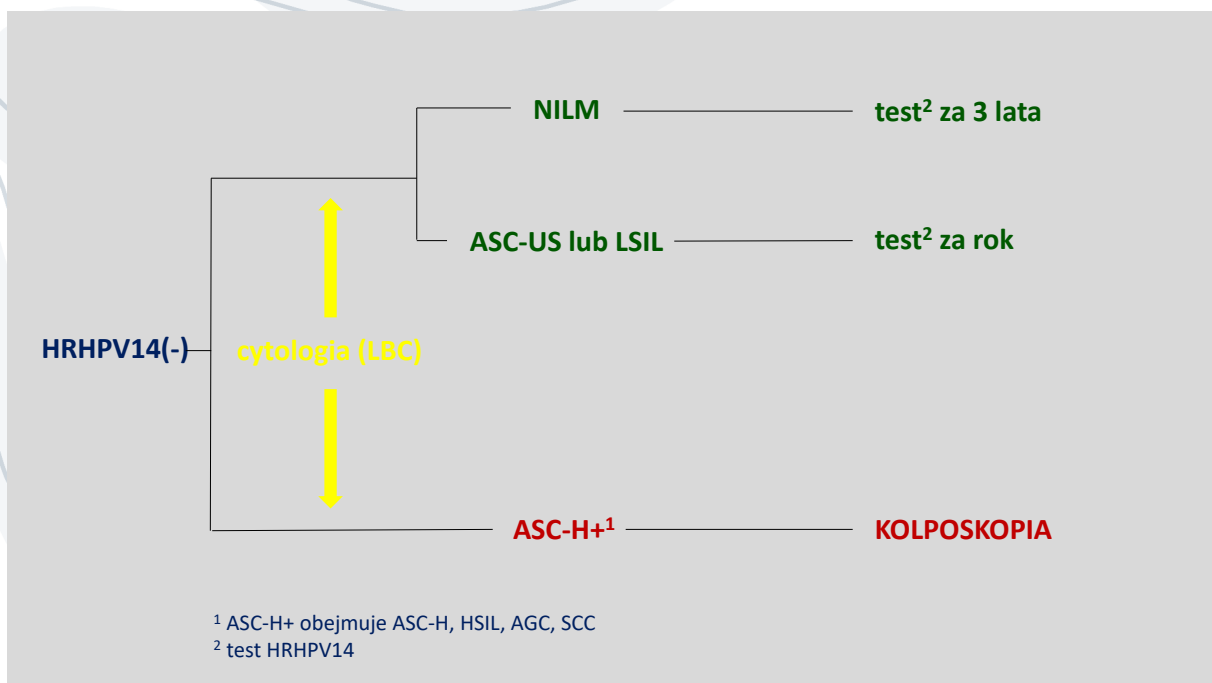 NILM test² za 3 lata
ASC-US lub LSIL test² za rok
HRHPV14(-) cytologia (LBC)
ASC-H+¹ KOLPOSKOPIA
¹ ASC-H+ obejmuje ASC-H, HSIL, AGC, SCC
² test HRHPV14